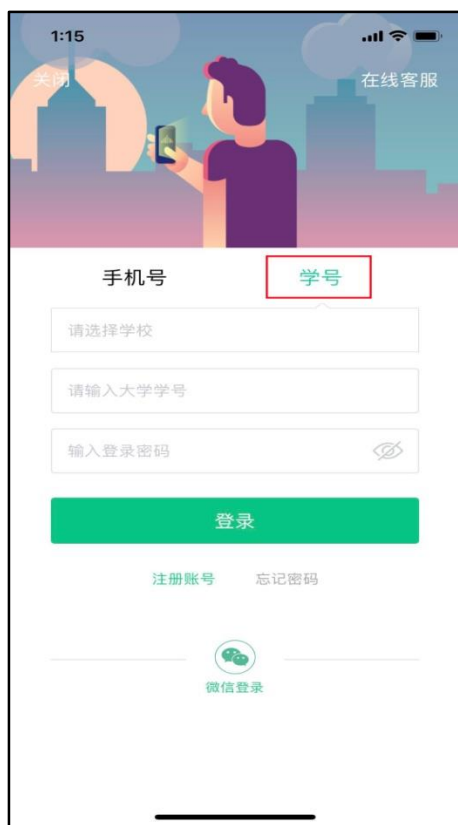 1:15
关闭 在线客服
手机号 学号
请选择学校
请输入大学学号
输入登录密码
登录
注册账号 忘记密码
微信登录